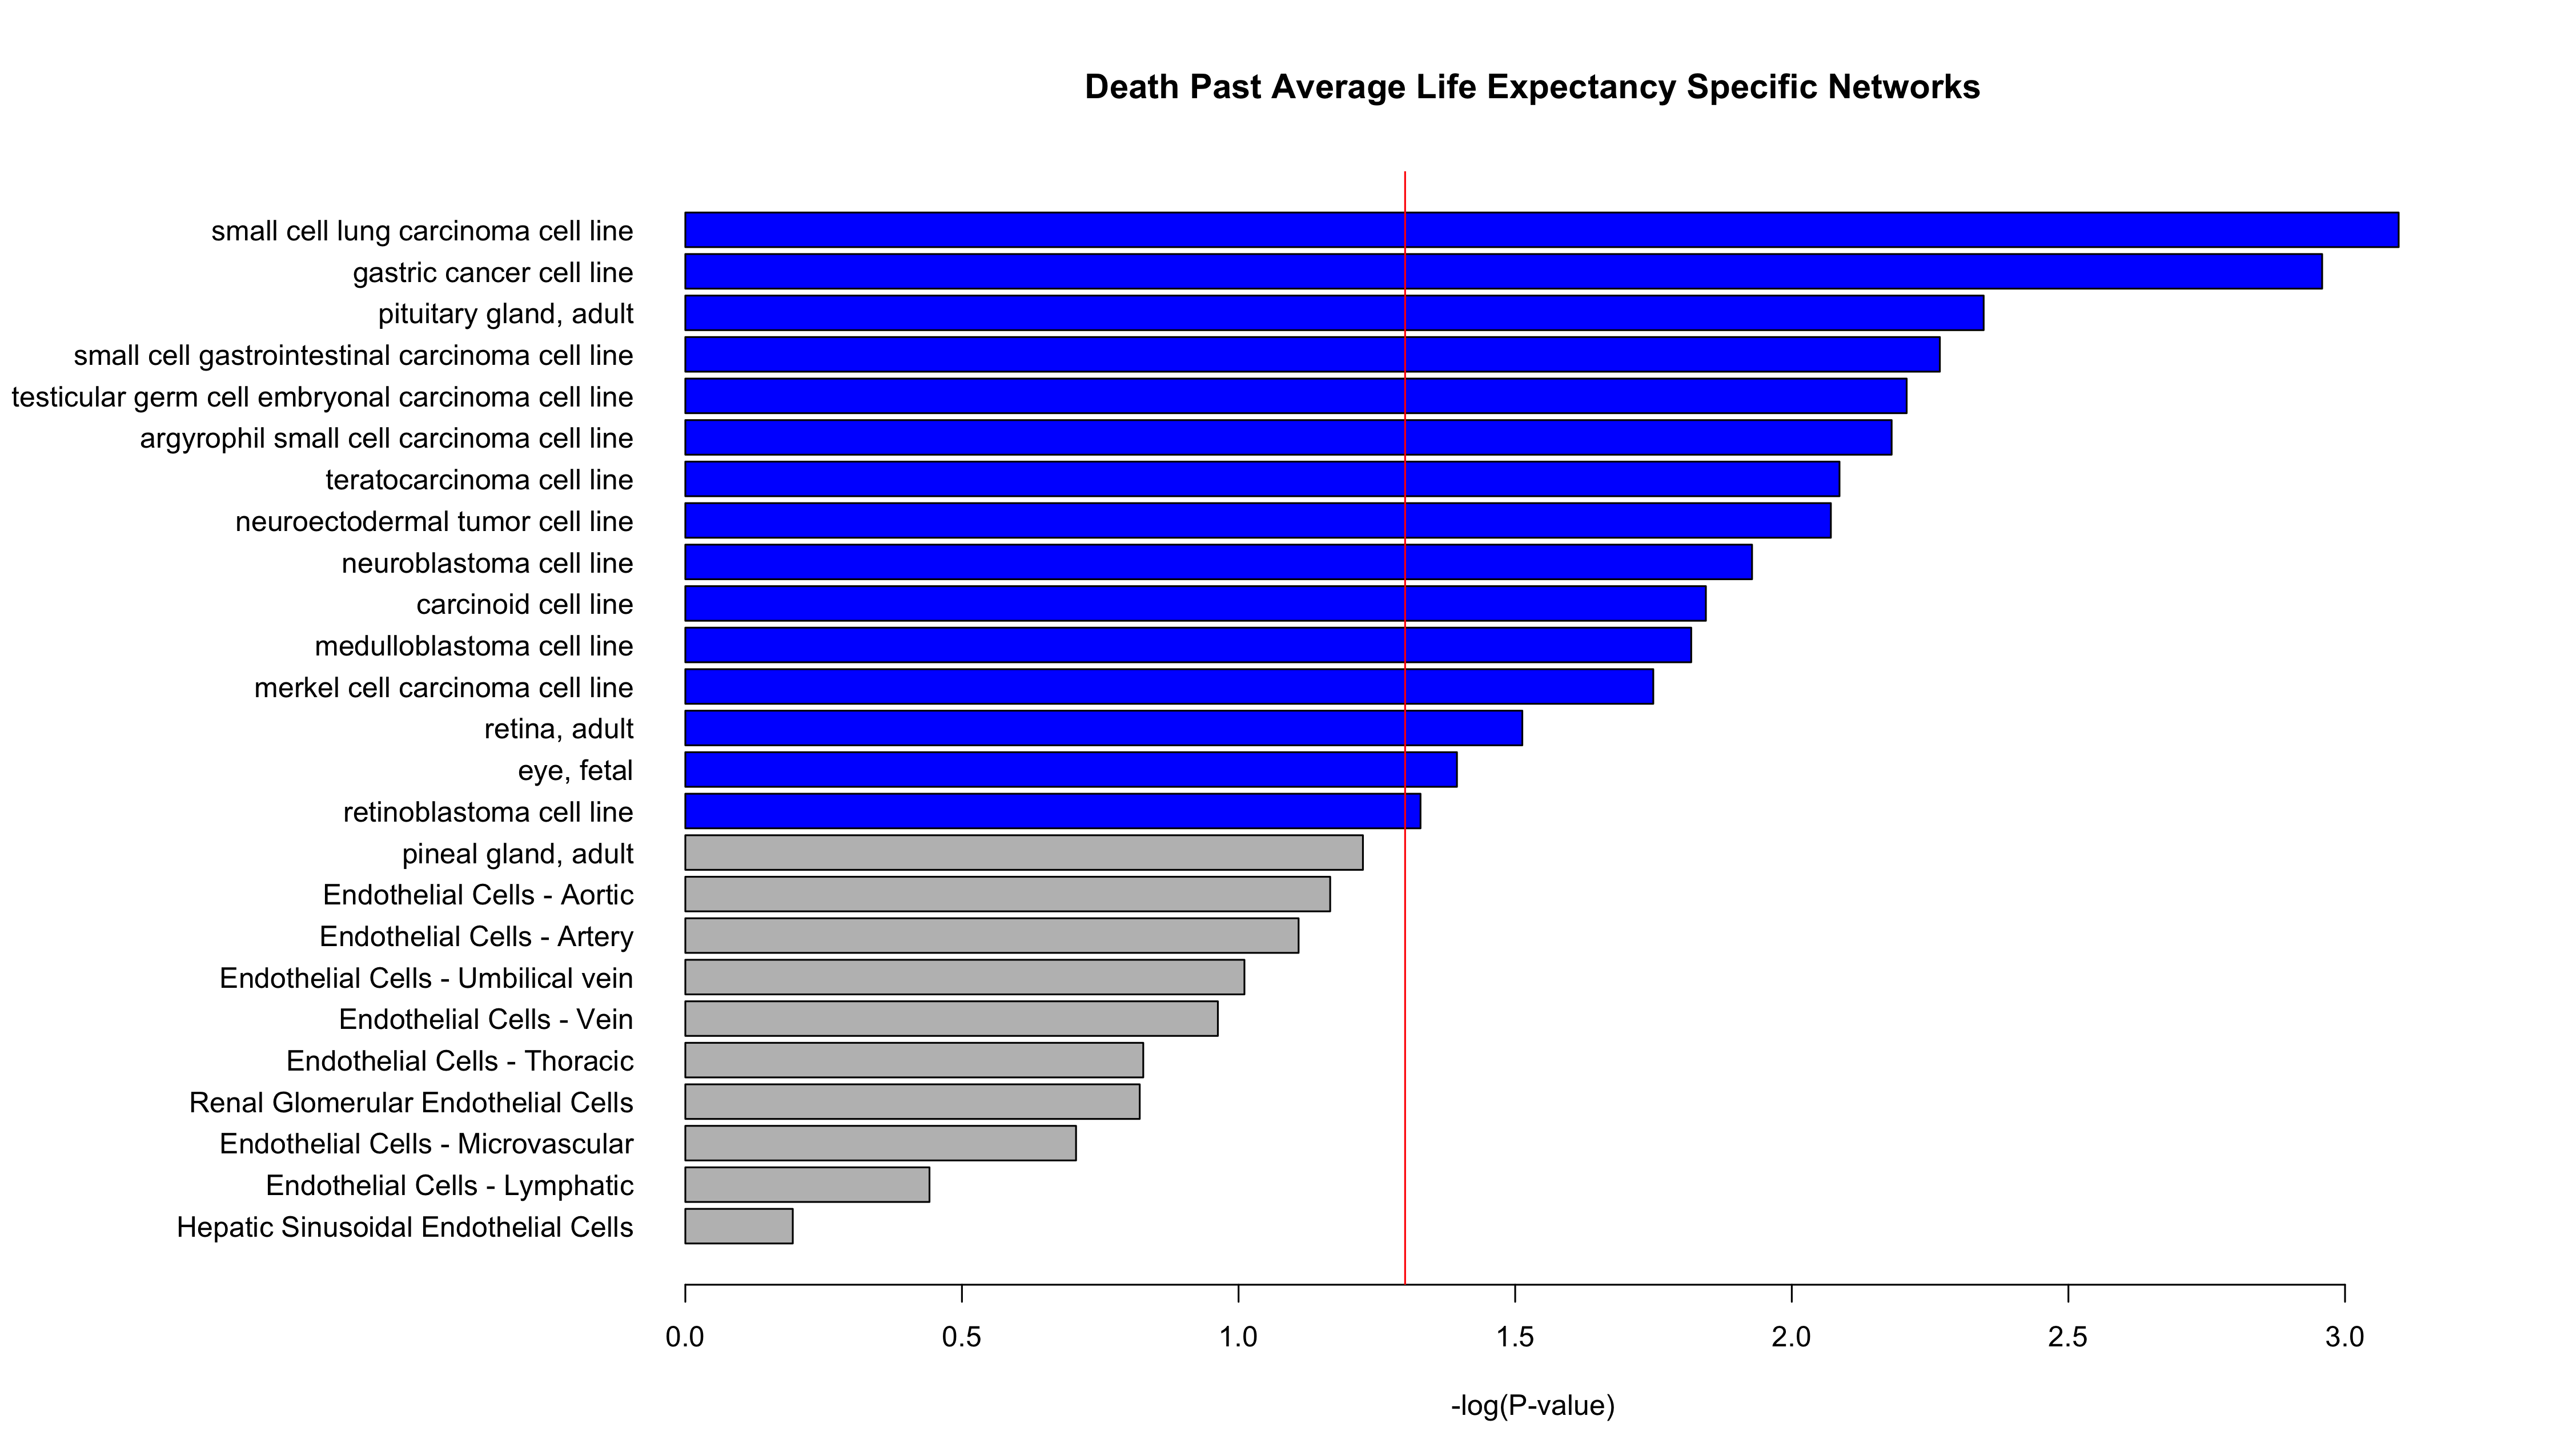 Death Past Average Life Expectancy Specific Networks
small cell lung carcinoma cell line
gastric cancer cell line
pituitary gland, adult
small cell gastrointestinal carcinoma cell line
testicular germ cell embryonal carcinoma cell line
argyrophil small cell carcinoma cell line
teratocarcinoma cell line
neuroectodermal tumor cell line
neuroblastoma cell line
carcinoid cell line
medulloblastoma cell line
merkel cell carcinoma cell line
retina, adult
eye, fetal
retinoblastoma cell line
pineal gland, adult
Endothelial Cells - Aortic
Endothelial Cells - Artery
Endothelial Cells - Umbilical vein
Endothelial Cells - Vein
Endothelial Cells - Thoracic
Renal Glomerular Endothelial Cells
Endothelial Cells - Microvascular
Endothelial Cells - Lymphatic
Hepatic Sinusoidal Endothelial Cells
0.0 0.5 1.0 1.5 2.0 2.5 3.0
-log(P-value)